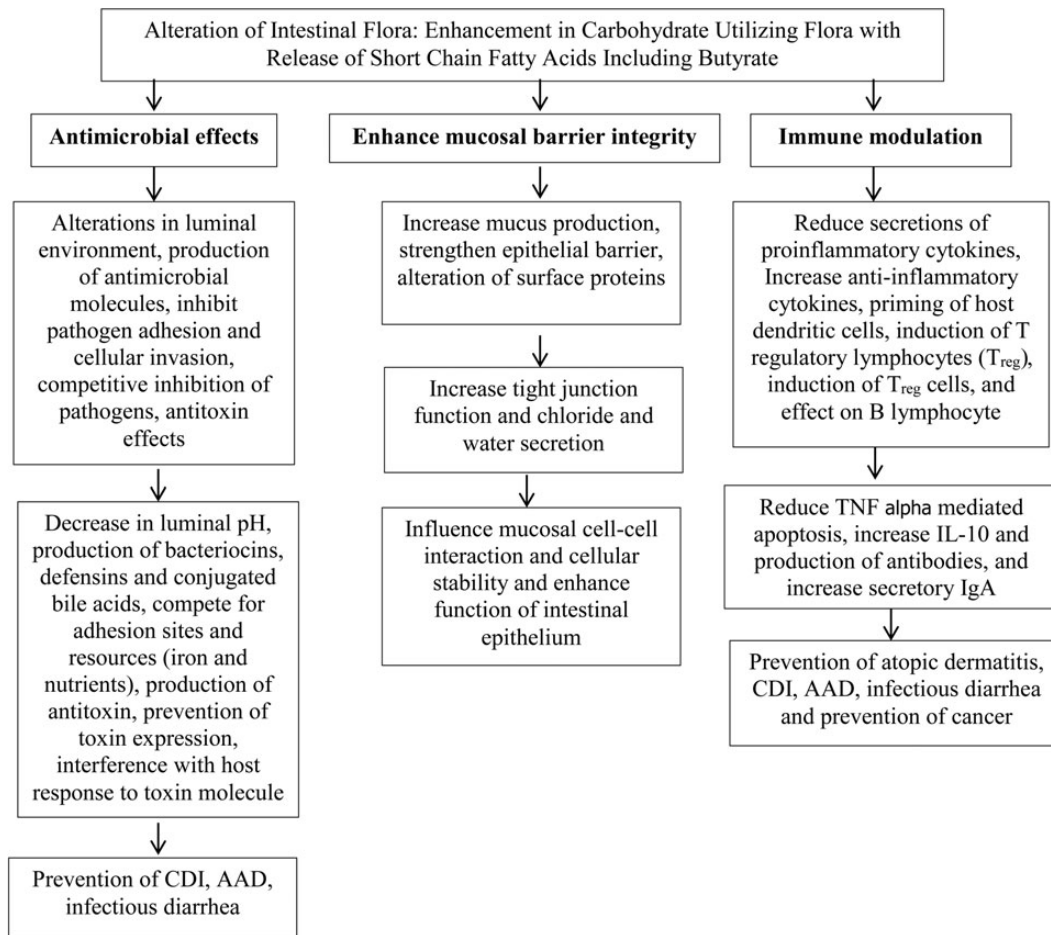 Alteration of Intestinal Flora: Enhancement in Carbohydrate Utilizing Flora with
Release of Short Chain Fatty Acids Including Butyrate
Antimicrobial effects
Alterations in luminal
environment, production
of antimicrobial
molecules, inhibit
pathogen adhesion and
cellular invasion,
competitive inhibition of
pathogens, antitoxin
effects
Decrease in luminal pH,
production of bacteriocins,
defensins and conjugated
bile acids, compete for
adhesion sites and
resources (iron and
nutrients), production of
antitoxin, prevention of
toxin expression,
interference with host
response to toxin molecule
Prevention of CDI, AAD,
infectious diarrhea
Enhance mucosal barrier integrity
Increase mucus production,
strengthen epithelial barrier,
alteration of surface proteins
Increase tight junction
function and chloride and
water secretion
Influence mucosal cell-cell
interaction and cellular
stability and enhance
function of intestinal
epithelium
Immune modulation
Reduce secretions of
proinflammatory cytokines,
Increase anti-inflammatory
cytokines, priming of host
dendritic cells, induction of T
regulatory lymphocytes (Treg),
induction of Treg cells, and
effect on B lymphocyte
Reduce TNF alpha mediated
apoptosis, increase IL-10 and
production of antibodies, and
increase secretory IgA
Prevention of atopic dermatitis,
CDI, AAD, infectious diarrhea
and prevention of cancer